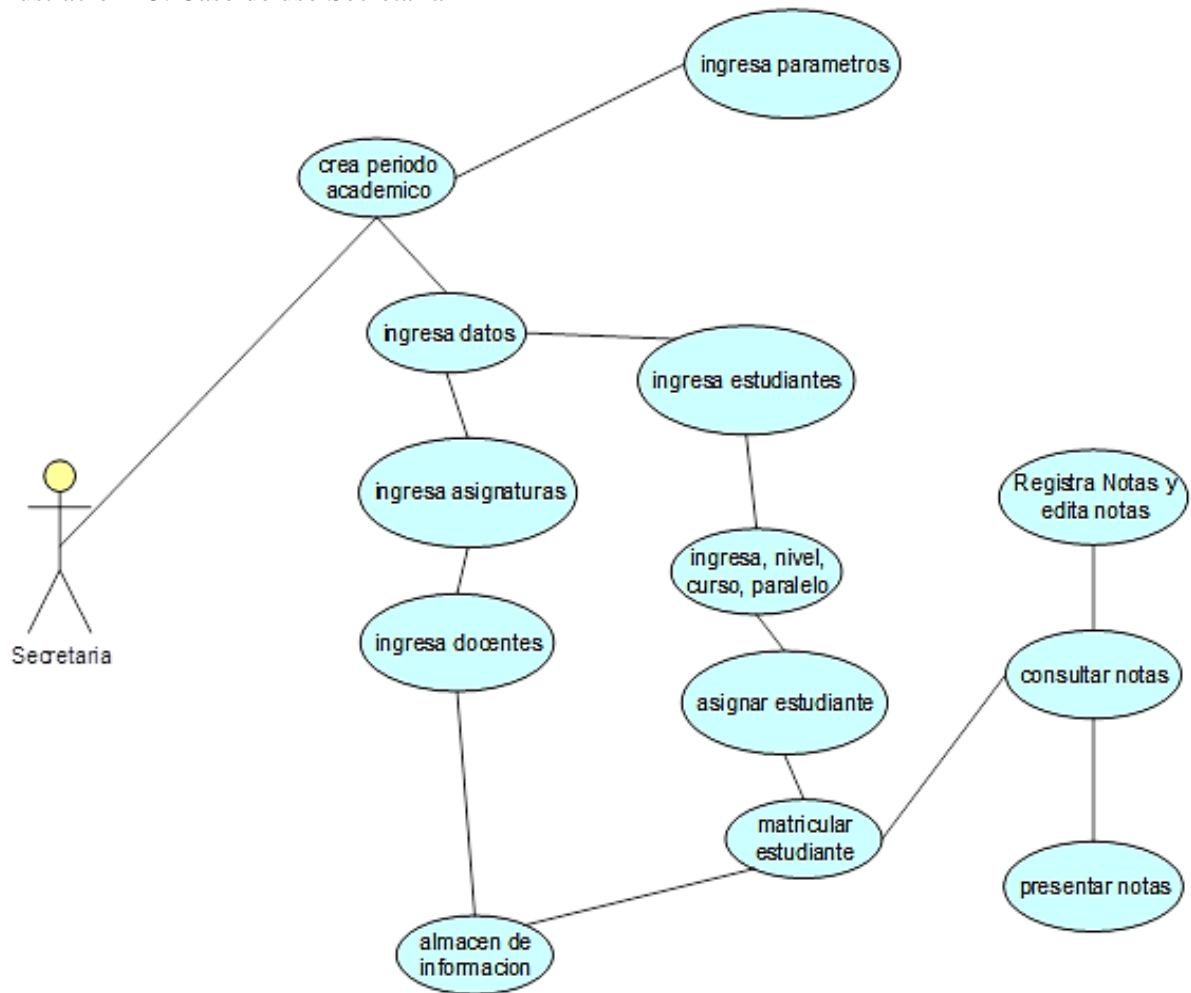 ingresa parametros
crea periodo
academico
ingresa datos
ingresa estudiantes
ingresa asignaturas
Registra Notas y
edita notas
ingresa, nivel,
curso, paralelo
ingresa docentes
Secretaria
consultar notas
asignar estudiante
matricular
estudiante
presentar notas
almacen de
informacion